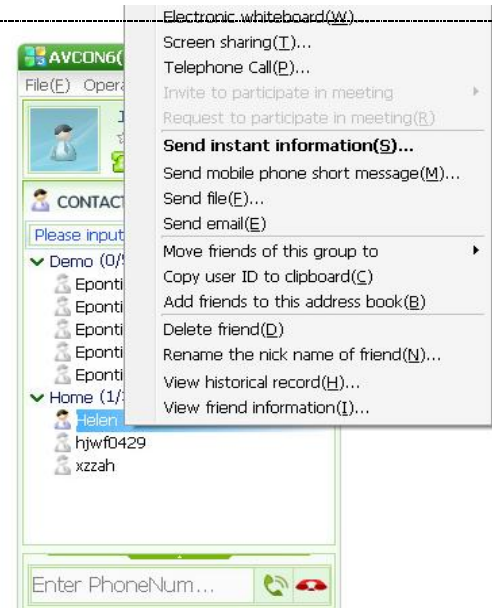 Electronic whiteboard(W)...
Screen sharing(T)...
Telephone Call(P)...
Invite to participate in meeting
Request to participate in meeting(R)
Send instant information(S)...
Send mobile phone short message(M)...
Send file(F)...
Send email(E)
Move friends of this group to
Copy user ID to clipboard(C)
Add friends to this address book(B)
Delete friend(D)
Rename the nick name of friend(N)...
View historical record(H)...
View friend information(I)...
AVCON6(
File(F) Opera
CONTACT
Please input
Demo (0/
Eponti
Eponti
Eponti
Eponti
Eponti
Home (1/
Helen
hjwf0429
xzzah
Enter PhoneNum...